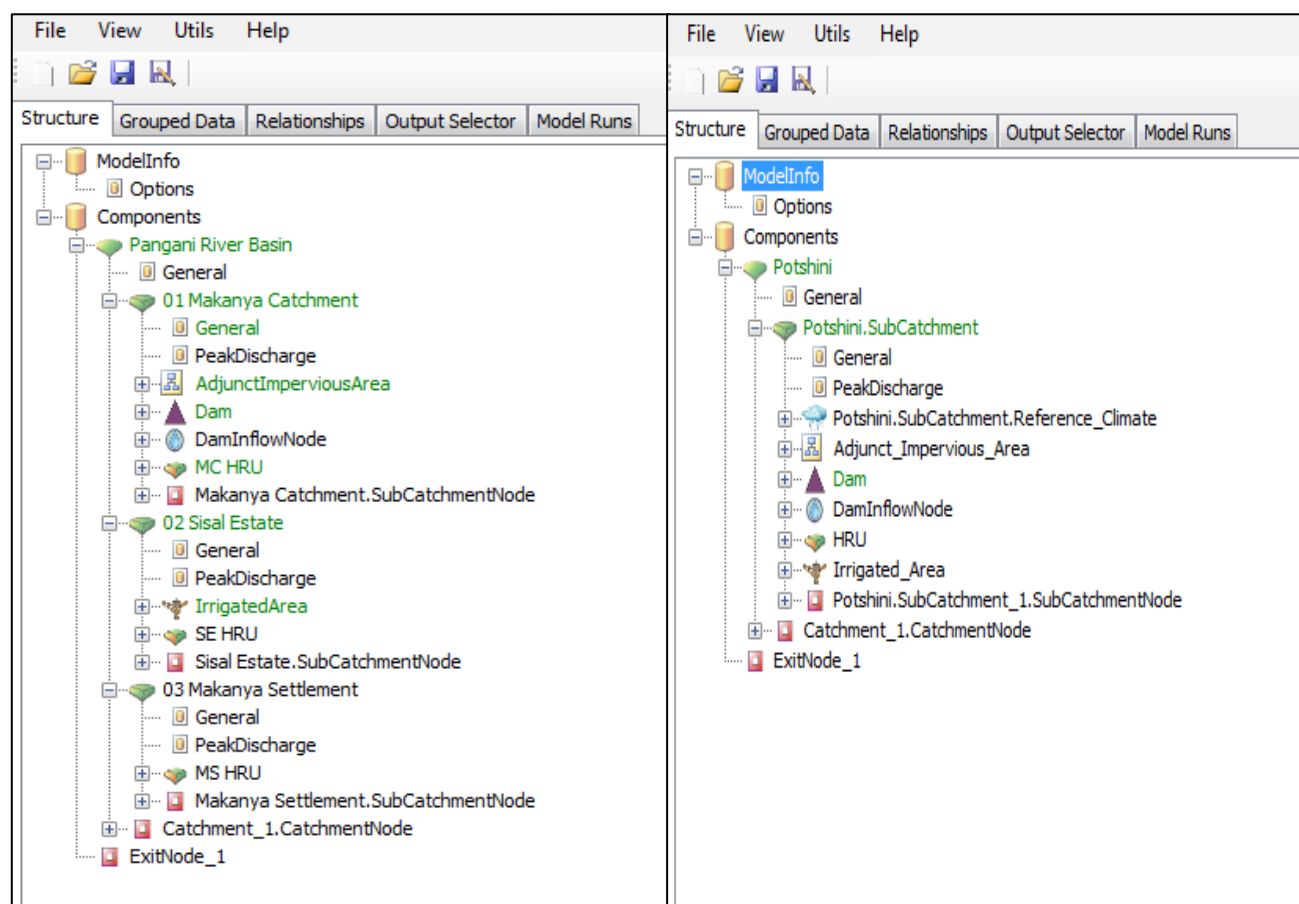 File View Utils Help
Structure Grouped Data Relationships Output Selector Model Runs
ModelInfo
Options
Components
Pangani River Basin
General
01 Makanya Catchment
General
PeakDischarge
AdjunctImperviousArea
Dam
DamInflowNode
MC HRU
Makanya Catchment.SubCatchmentNode
02 Sisal Estate
General
PeakDischarge
IrrigatedArea
SE HRU
Sisal Estate.SubCatchmentNode
03 Makanya Settlement
General
PeakDischarge
MS HRU
Makanya Settlement.SubCatchmentNode
Catchment_1.CatchmentNode
ExitNode_1
File View Utils Help
Structure Grouped Data Relationships Output Selector Model Runs
ModelInfo
Options
Components
Potshini
General
Potshini.SubCatchment
General
PeakDischarge
Potshini.SubCatchment.Reference_Climate
Adjunct_Impervious_Area
Dam
DamInflowNode
HRU
Irrigated_Area
Potshini.SubCatchment_1.SubCatchmentNode
Catchment_1.CatchmentNode
ExitNode_1